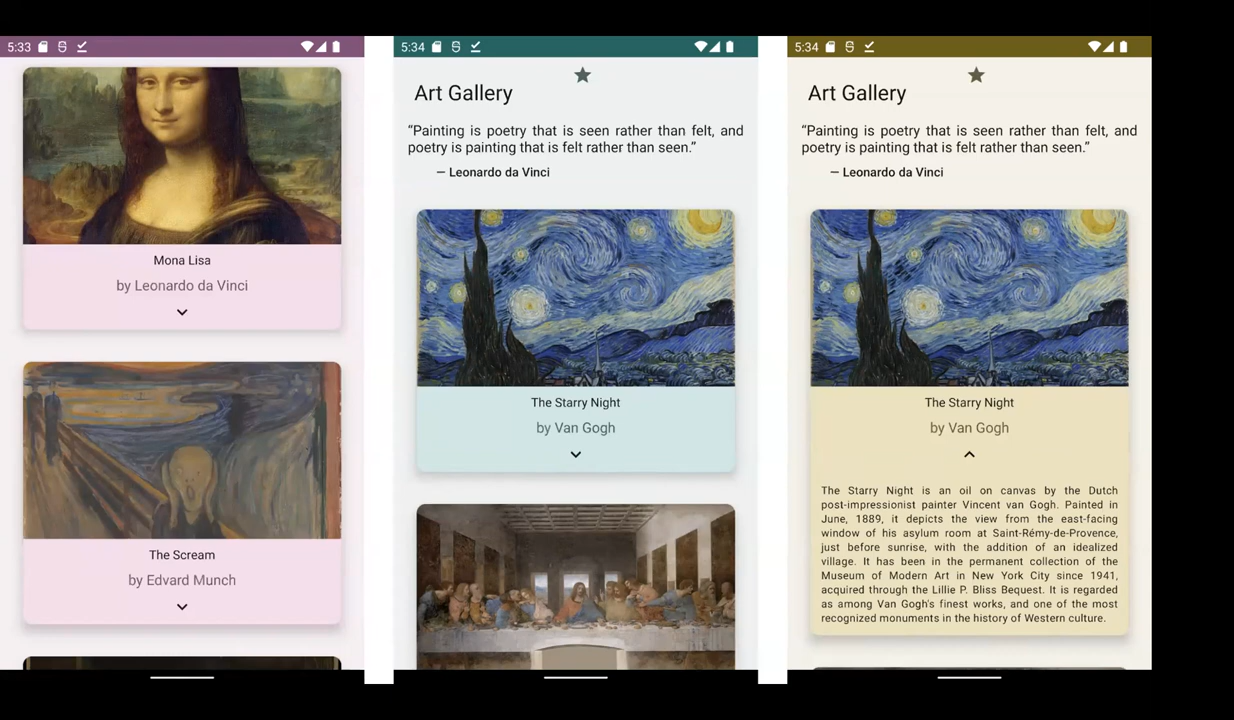 5:33
Mona Lisa
by Leonardo da Vinci
The Scream
by Edvard Munch
5:34
Art Gallery
“Painting is poetry that is seen rather than felt, and
poetry is painting that is felt rather than seen.”
— Leonardo da Vinci
The Starry Night
by Van Gogh
5:34
Art Gallery
“Painting is poetry that is seen rather than felt, and
poetry is painting that is felt rather than seen.”
— Leonardo da Vinci
The Starry Night
by Van Gogh
The Starry Night is an oil on canvas by the Dutch
post-impressionist painter Vincent van Gogh. Painted in
June, 1889, it depicts the view from the east-facing
window of his asylum room at Saint-Rémy-de-Provence,
just before sunrise, with the addition of an idealized
village. It has been in the permanent collection of the
Museum of Modern Art in New York City since 1941,
acquired through the Lillie P. Bliss Bequest. It is regarded
as among Van Gogh's finest works, and one of the most
recognized monuments in the history of Western culture.